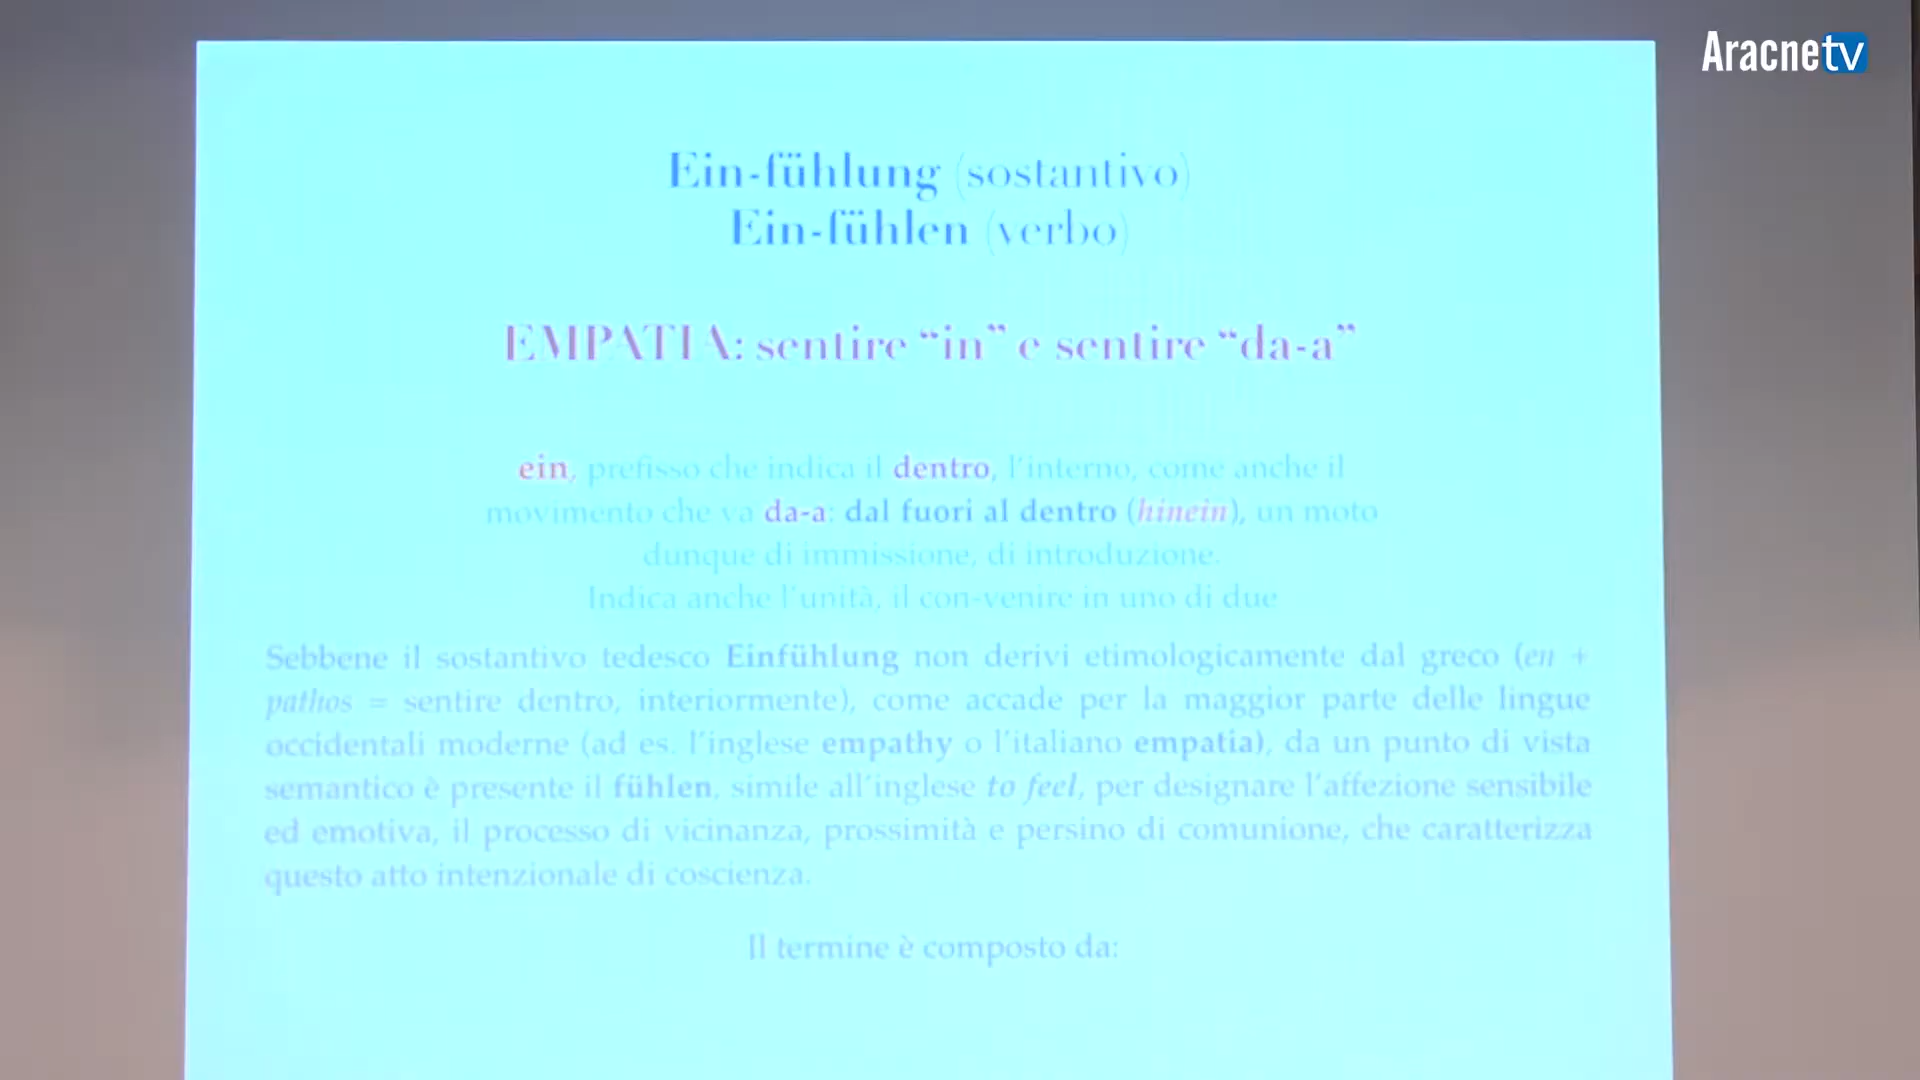 Aracnetv
Ein-fühlung (sostantivo)
Ein-fühlen (verbo)
EMPATIA: sentire “in” e sentire “da-a”
ein, prefisso che indica il dentro, l’interno, come anche il
movimento che va da-a: dal fuori al dentro (hinein), un moto
dunque di immissione, di introduzione.
Indica anche l’unità, il con-venire in uno di due
Sebbene il sostantivo tedesco Einfühlung non derivi etimologicamente dal greco (en +
pathos = sentire dentro, interiormente), come accade per la maggior parte delle lingue
occidentali moderne (ad es. l’inglese empathy o l’italiano empatia), da un punto di vista
semantico è presente il fühlen, simile all’inglese to feel, per designare l’affezione sensibile
ed emotiva, il processo di vicinanza, prossimità e persino di comunione, che caratterizza
questo atto intenzionale di coscienza.
Il termine è composto da: